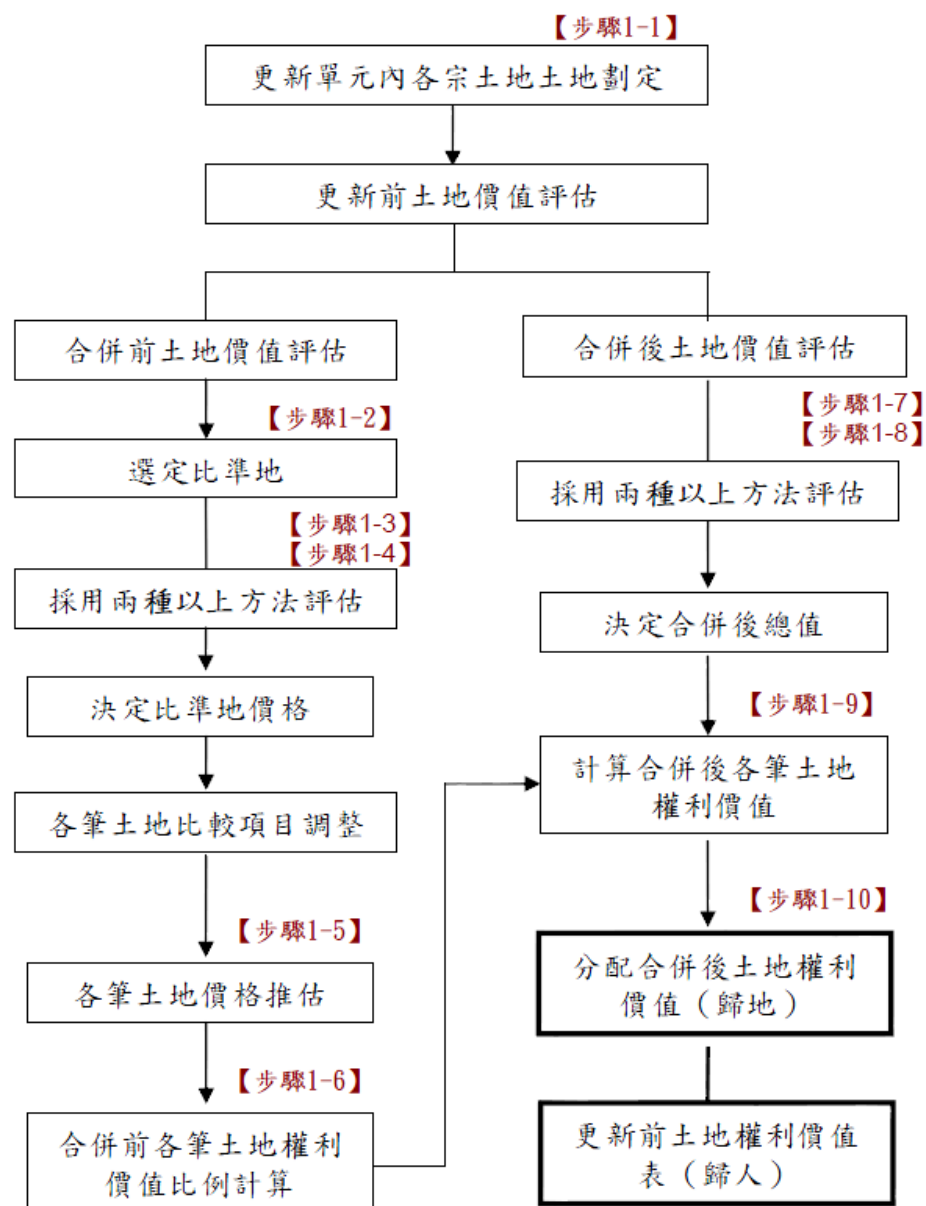 【步驟1-1】
更新單元內各宗土地土地劃定
更新前土地價值評估
合併前土地價值評估
【步驟1-2】
選定比準地
【步驟1-3】
【步驟1-4】
採用兩種以上方法評估
決定比準地價格
各筆土地比較項目調整
【步驟1-5】
各筆土地價格推估
【步驟1-6】
合併前各筆土地權利
價值比例計算
合併後土地價值評估
【步驟1-7】
【步驟1-8】
採用兩種以上方法評估
決定合併後總值
【步驟1-9】
計算合併後各筆土地
權利價值
【步驟1-10】
分配合併後土地權利
價值（歸地）
更新前土地權利價值
表（歸人）